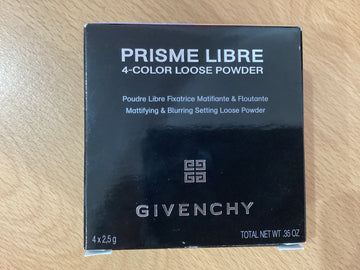 PRISME LIBRE
4-COLOR LOOSE POWDER
Poudre Libre Fixatrice Matifiante & Floutante
Mattifying & Blurring Setting Loose Powder
GIVENCHY
4 x 2,5 g
TOTAL NET WT .35 OZ